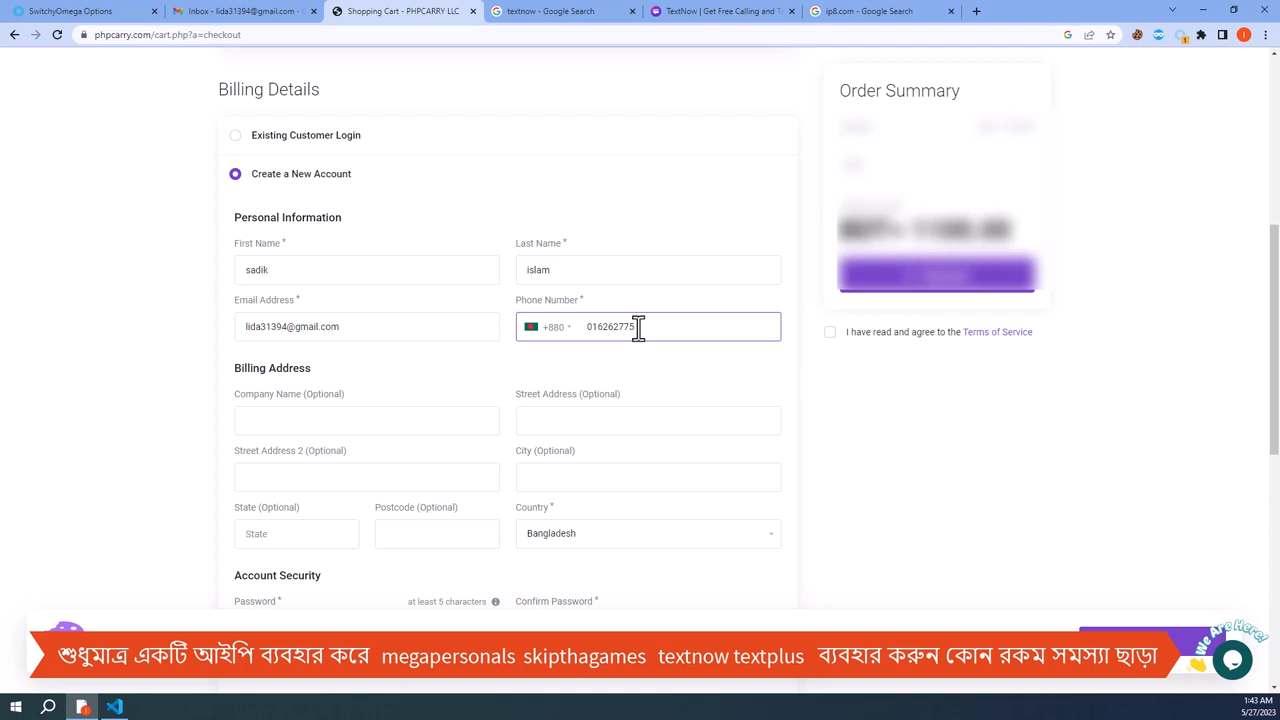 SwitchyOmega Options
Inbox - lida31394@gmail.com - G
Shopping Cart - PHPCARRY LLC
textnow - Google Search
TextNow | Get Free Calling and T
ip8.com - Google Search
phpcarry.com/cart.php?a=checkout
Billing Details
Order Summary
Existing Customer Login
Create a New Account
Personal Information
First Name *
Last Name *
sadik
islam
Email Address *
Phone Number *
lida31394@gmail.com
+880
016262775
I have read and agree to the Terms of Service
Billing Address
Company Name (Optional)
Street Address (Optional)
Street Address 2 (Optional)
City (Optional)
State (Optional)
Postcode (Optional)
Country *
State
Bangladesh
Account Security
Password *
at least 5 characters
Confirm Password *
We Are Here!
শুধুমাত্র একটি আইপি ব্যবহার করে megapersonals skipthagames textnow textplus ব্যবহার করুন কোন রকম সমস্যা ছাড়া
1:43 AM
5/27/2023